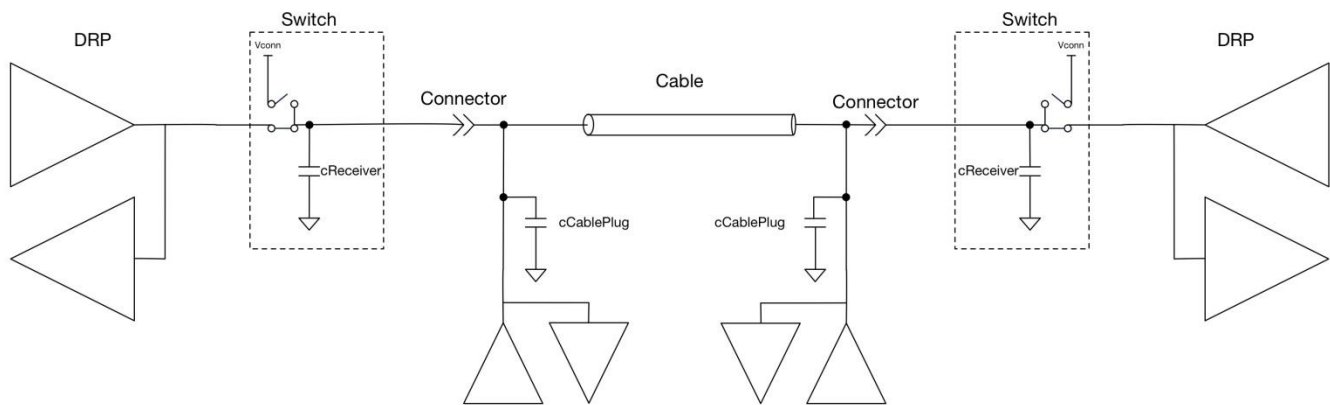 Switch
Switch
DRP
DRP
Vconn
Vconn
Cable
Connector
Connector
cReceiver
cReceiver
cCablePlug
cCablePlug